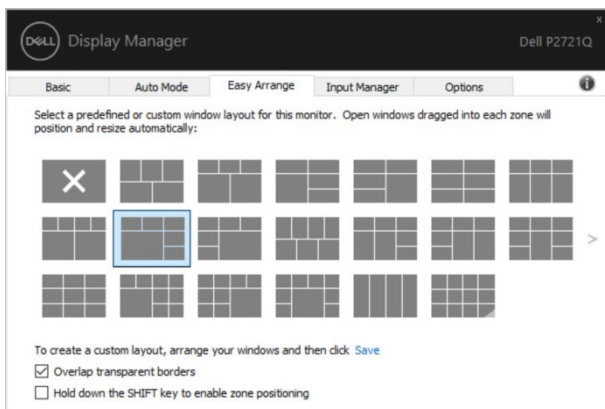 x
DELL Display Manager
Dell P2721Q
Basic Auto Mode Easy Arrange Input Manager Options i
Select a predefined or custom window layout for this monitor. Open windows dragged into each zone will
position and resize automatically:
>
To create a custom layout, arrange your windows and then click Save
Overlap transparent borders
Hold down the SHIFT key to enable zone positioning